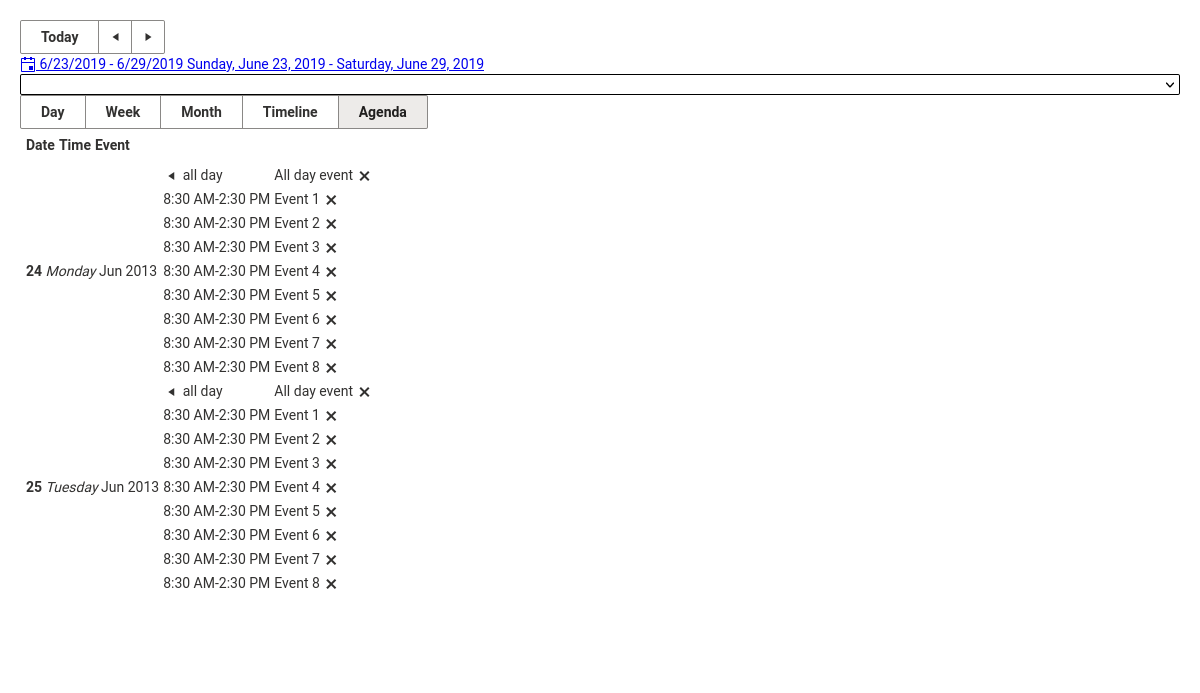 Today
6/23/2019 - 6/29/2019 Sunday, June 23, 2019 - Saturday, June 29, 2019
Day Week Month Timeline Agenda
Date Time Event
all day All day event
8:30 AM-2:30 PM Event 1
8:30 AM-2:30 PM Event 2
8:30 AM-2:30 PM Event 3
24 Monday Jun 2013 8:30 AM-2:30 PM Event 4
8:30 AM-2:30 PM Event 5
8:30 AM-2:30 PM Event 6
8:30 AM-2:30 PM Event 7
8:30 AM-2:30 PM Event 8
all day All day event
8:30 AM-2:30 PM Event 1
8:30 AM-2:30 PM Event 2
8:30 AM-2:30 PM Event 3
25 Tuesday Jun 2013 8:30 AM-2:30 PM Event 4
8:30 AM-2:30 PM Event 5
8:30 AM-2:30 PM Event 6
8:30 AM-2:30 PM Event 7
8:30 AM-2:30 PM Event 8